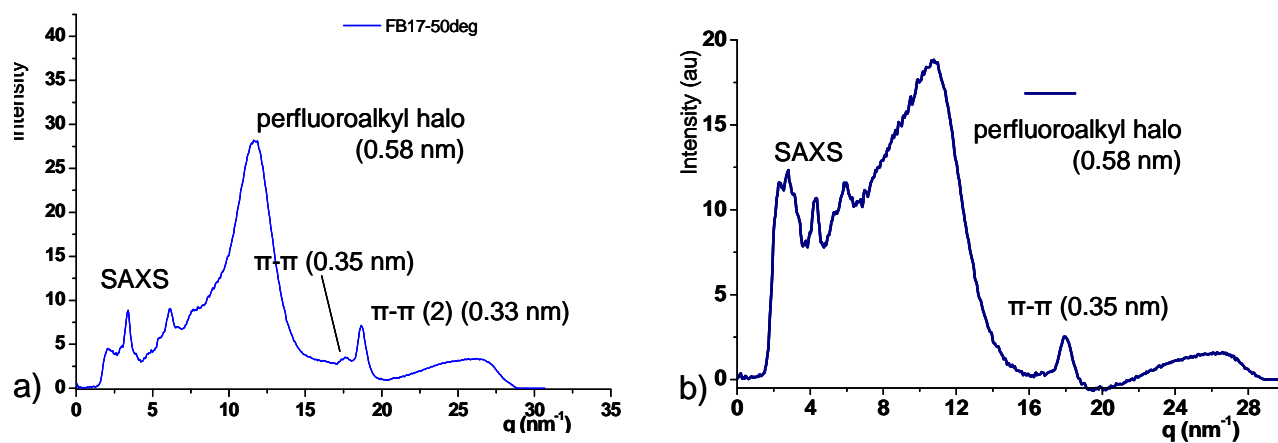 40
35
30
25
20
15
10
5
0
Intensity
FB17-50deg
perfluoroalkyl halo
(0.58 nm)
π-π (0.35 nm)
SAXS
π-π (2) (0.33 nm)
a)
0 5 10 15 20 25 30 35
q (nm-1)
20
15
10
5
0
Intensity (au)
perfluoroalkyl halo
(0.58 nm)
SAXS
π-π (0.35 nm)
b)
0 4 8 12 16 20 24 28
q (nm-1)